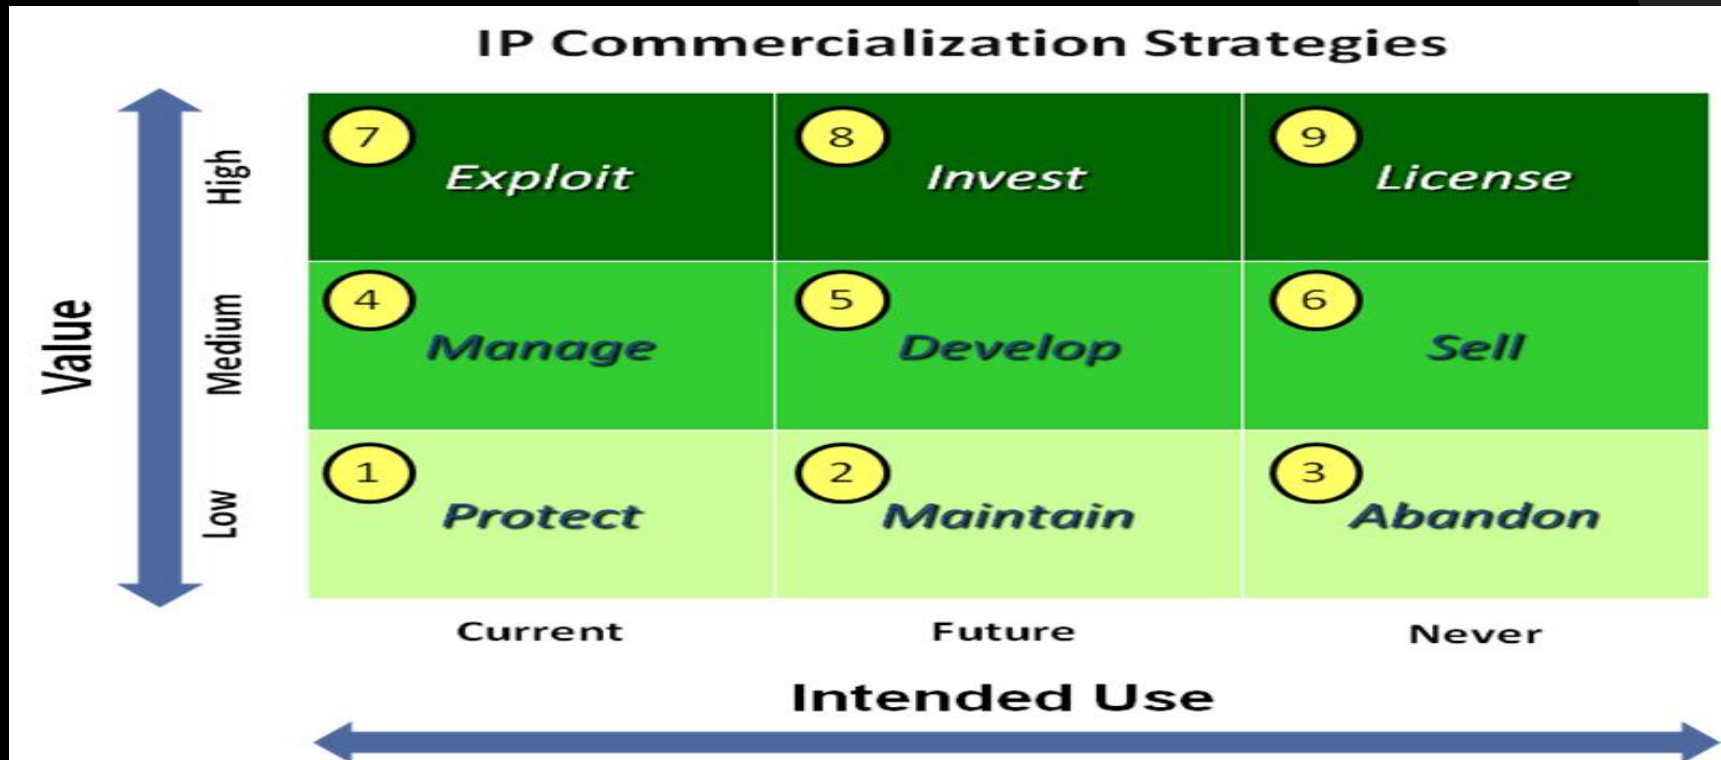 IP Commercialization Strategies
7
Exploit
8
Invest
9
License
High
4
Manage
5
Develop
6
Sell
Medium
Value
1
Protect
2
Maintain
3
Abandon
Low
Current
Future
Never
Intended Use